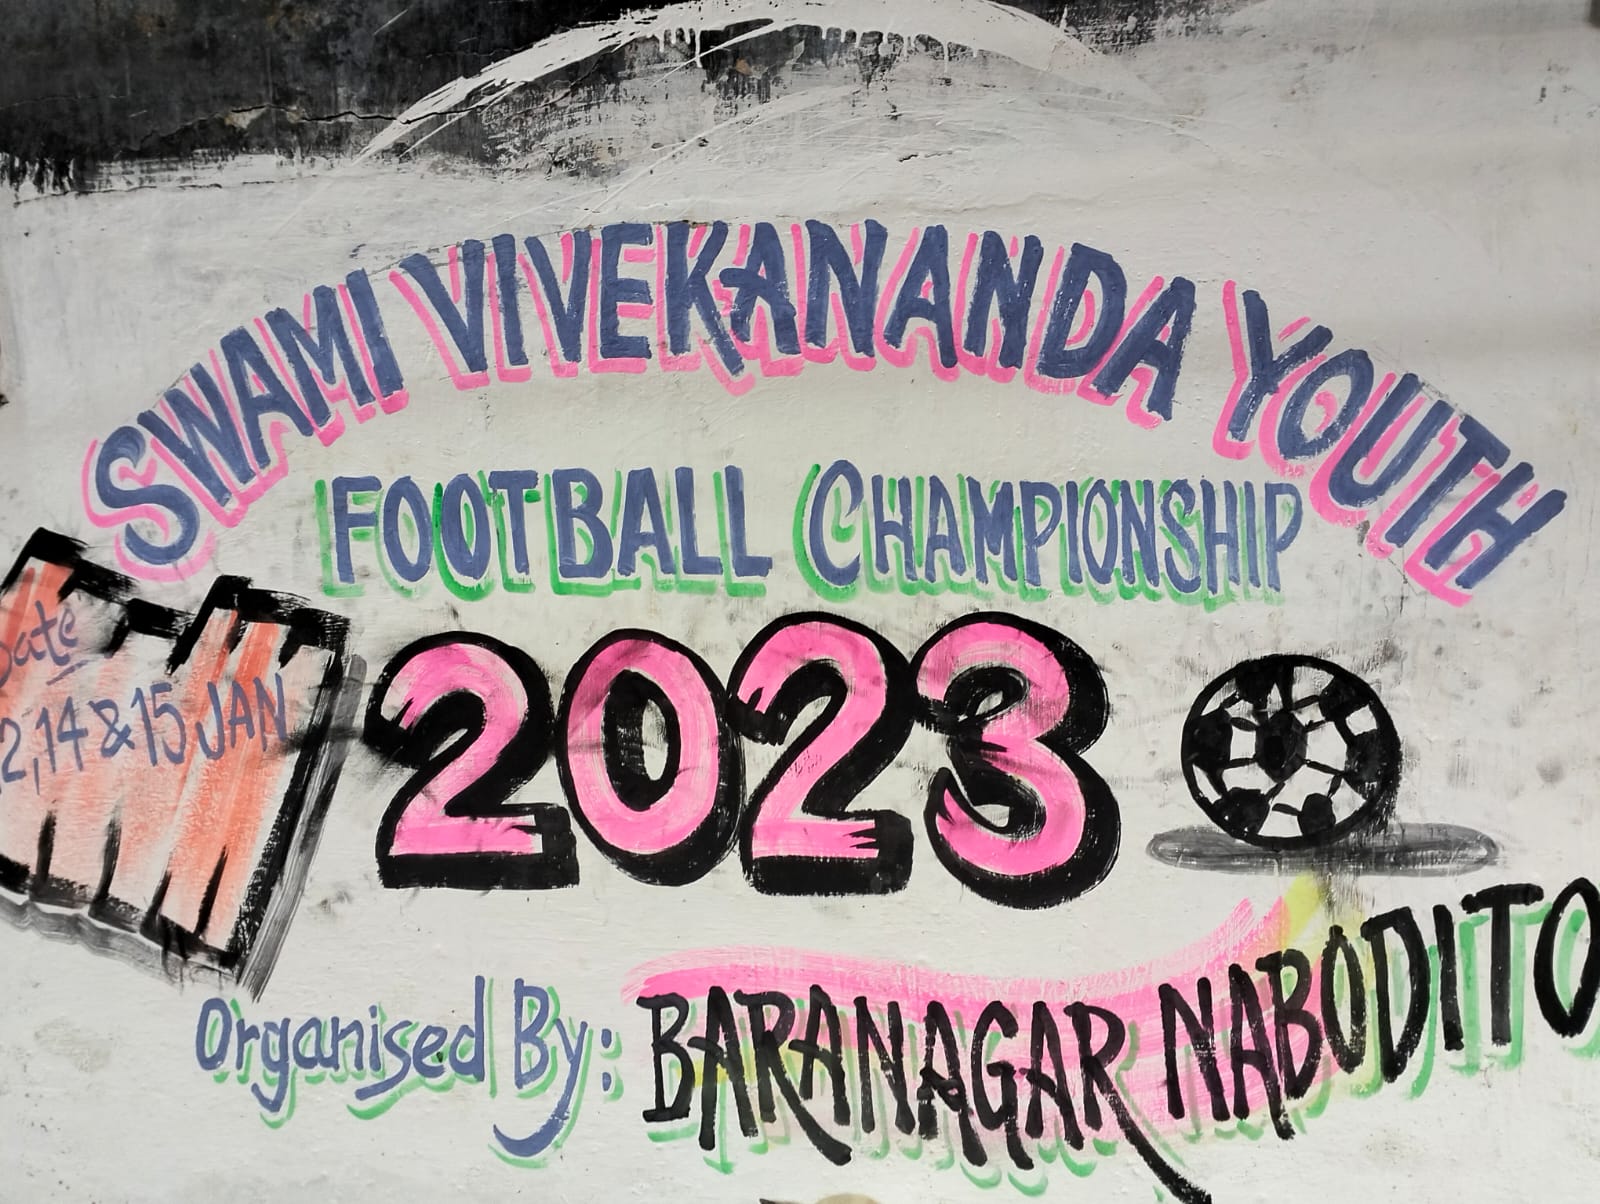 SWAMI VIVEKANANDA YOUTH
FOOTBALL CHAMPIONSHIP
2023
Date
2,14 & 15 JAN
Organised By: BARANAGAR NABODITO